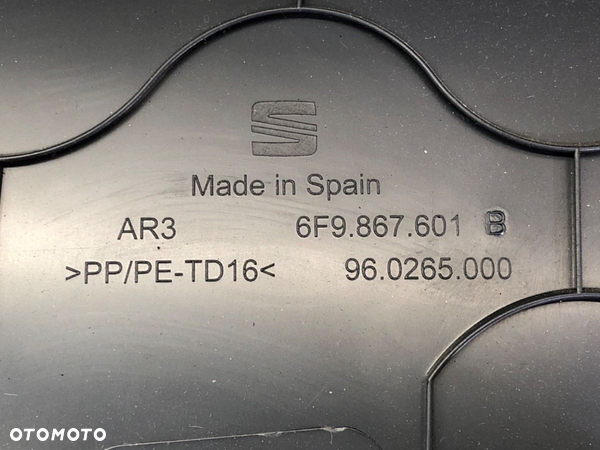 Made in Spain
AR3 6F9.867.601 B
>PP/PE-TD16< 96.0265.000
OTOMOTO